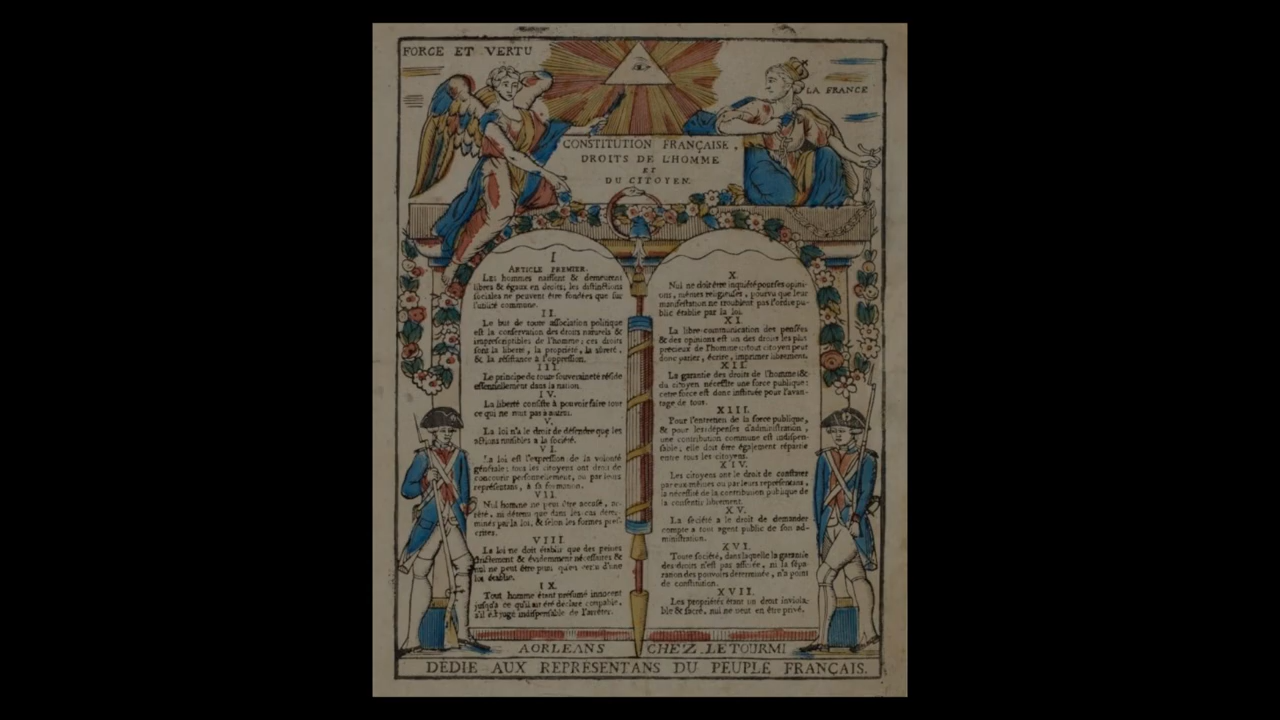 FORCE ET VERTU
LA FRANCE
CONSTITUTION FRANÇAISE.
DROITS DE L'HOMME
ET
DU CITOYEN.
I
ARTICLE PREMIER.
Les hommes naissent & demeurent
libres & égaux en droits; les distinctions
sociales ne peuvent être fondées que sur
l'utilité commune.
II.
Le but de toute association politique
est la conservation des droits naturels &
imprescriptibles de l'homme; ces droits
sont la liberté, la propriété, la sûreté,
& la résistance à l'oppression.
III.
Le principe de toute souveraineté réside
essentiellement dans la nation.
IV.
La liberté consiste à pouvoir faire tout
ce qui ne nuit pas à autrui.
V.
La loi n'a le droit de défendre que les
actions nuisibles a la société.
VI.
La loi est l'expression de la volonté
générale; tous les citoyens ont droit de
concourir personnellement, ou par leurs
représentans, à sa formation.
VII.
Nul homme ne peut être accusé, ar-
rêté, ni détenu que dans les cas déter-
minés par la loi, & selon les formes pres-
crites.
VIII.
La loi ne doit établir que des peines
strictement & évidemment nécessaires &
nul ne peut être puni qu'en vertu d'une
loi établie.
IX.
Tout homme étant présumé innocent
jusqu'à ce qu'il ait été déclaré coupable,
s'il est jugé indispensable de l'arrêter.
X.
Nul ne doit être inquiété pour ses opini-
ons, mêmes religieuses, pourvu que leur
manifestation ne troublent pas l'ordre pu-
blic établie par la loi.
XI.
La libre communication des pensées
& des opinions est un des droits les plus
précieux de l'homme: tout citoyen peut
donc parler, écrire, imprimer librement.
XII.
La garantie des droits de l'homme &
du citoyen nécessite une force publique:
cette force est donc instituée pour l'avan-
tage de tous.
XIII.
Pour l'entretien de la force publique,
& pour les dépenses d'administration,
une contribution commune est indispen-
sable; elle doit être également répartie
entre tout les citoyens.
XIV.
Les citoyens ont le droit de constater
par eux mêmes ou par leurs représentans,
la nécessité de la contribution publique de
la consentir librement.
XV.
La société a le droit de demander
compte a tout agent public de son ad-
ministration.
XVI.
Toute société, dans laquelle la garantie
des droits n'est pas assurée, ni la sépa-
ration des pouvoirs déterminée, n'a point
de constitution.
XVII.
Les propriétés étant un droit inviola-
ble & sacré, nul ne peut en être privé.
A ORLEANS CHEZ LETOURMI
DÉDIE AUX REPRESENTANS DU PEUPLE FRANÇAIS.